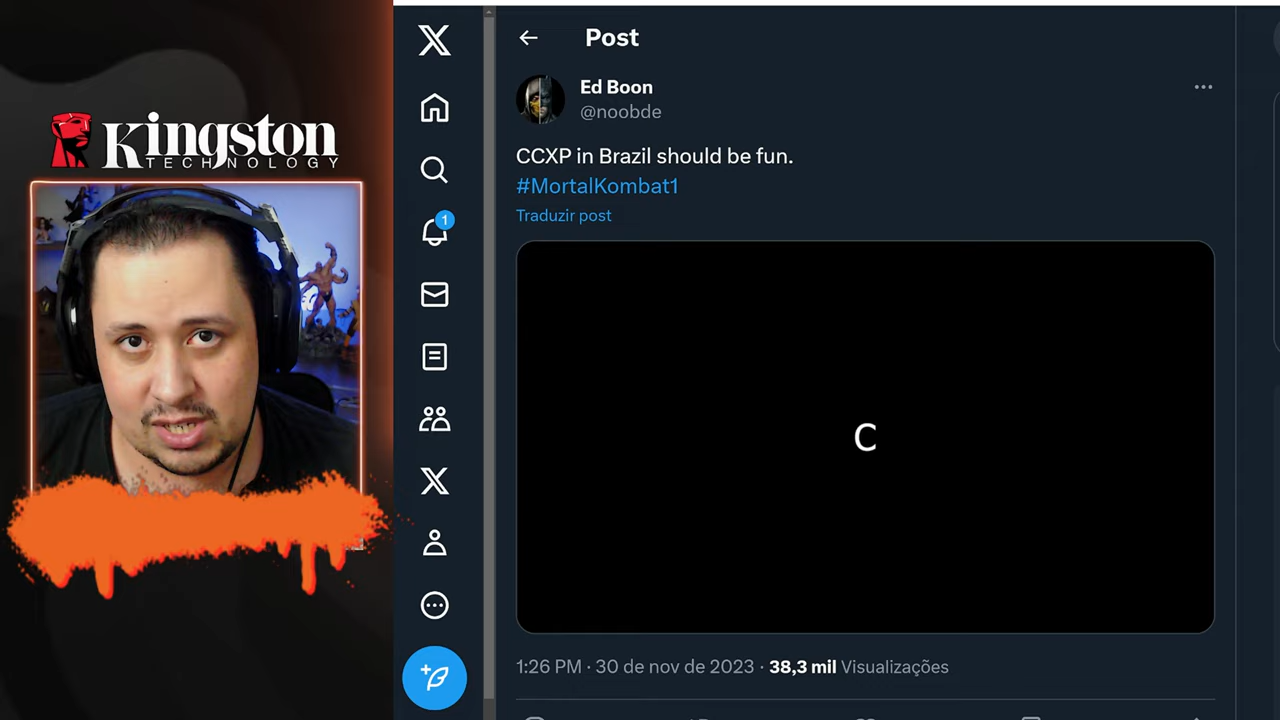 Kingston
TECHNOLOGY
Post
Ed Boon
@noobde
CCXP in Brazil should be fun.
#MortalKombat1
Traduzir post
C
1
1:26 PM · 30 de nov de 2023 · 38,3 mil Visualizações